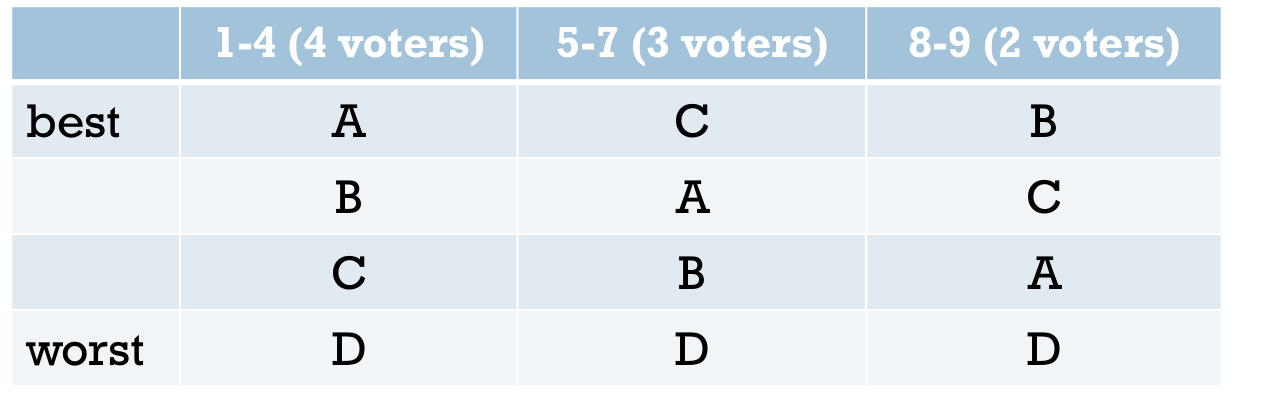 1-4 (4 voters) 5-7 (3 voters) 8-9 (2 voters)
best A C B
B A C
C B A
worst D D D